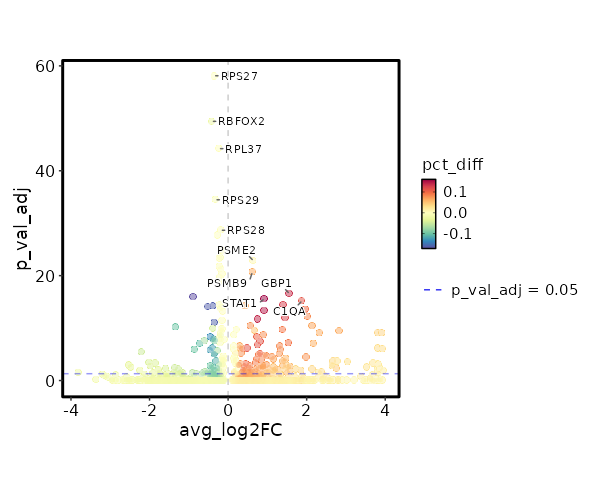 60
RPS27
RBFOX2
RPL37
40
RPS29
RPS28
PSME2
20
PSMB9
GBP1
STAT1
C1QA
0
-4
-2
0
2
4
avg_log2FC
p_val_adj
pct_diff
0.1
0.0
-0.1
p_val_adj = 0.05